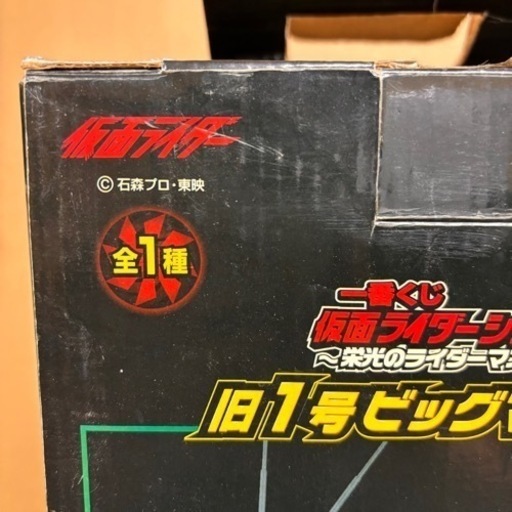 仮面ライダー
© 石森プロ・東映
全1種
一番くじ
仮面ライダーシ
～栄光のライダーマ
旧1号ビッグ